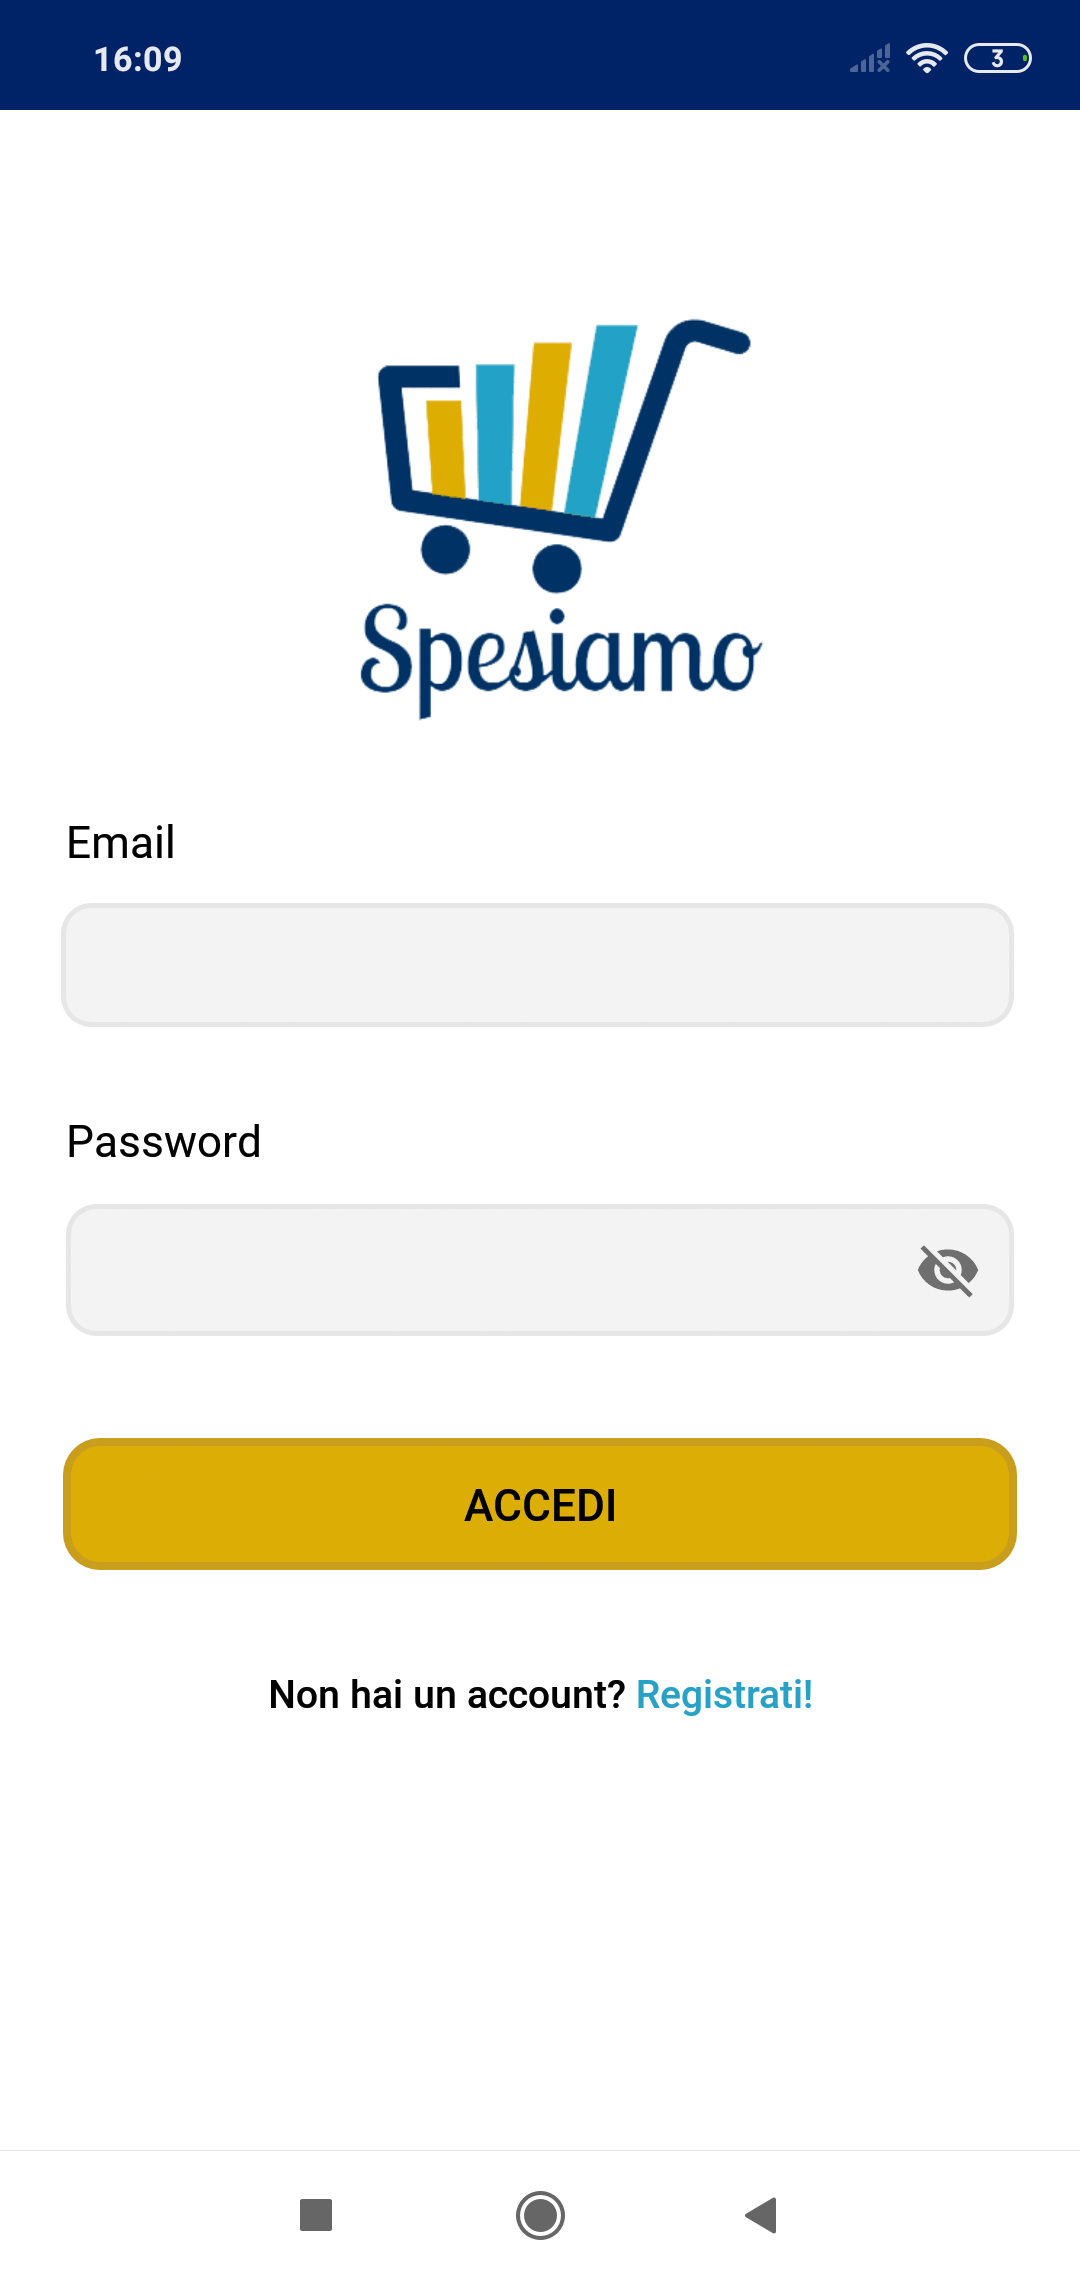 16:09
3
Spesiamo
Email
Password
ACCEDI
Non hai un account? Registrati!